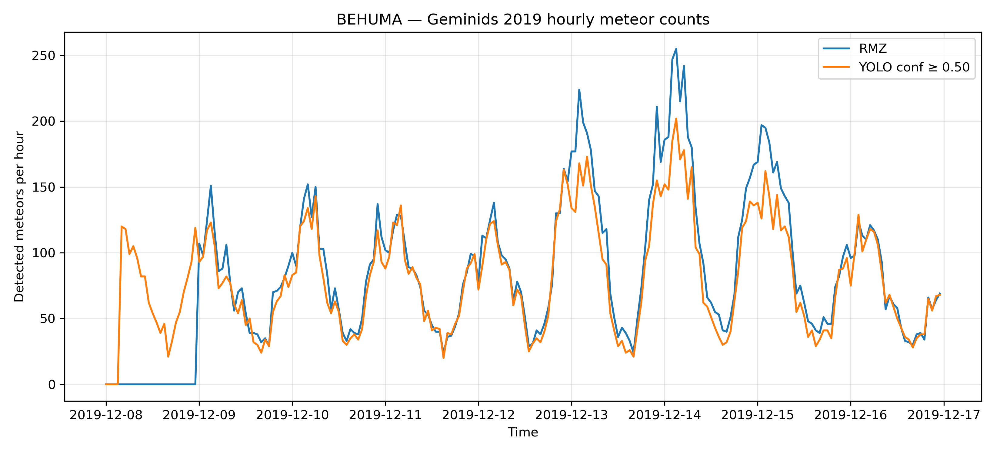 BEHUMA — Geminids 2019 hourly meteor counts
RMZ
YOLO conf ≥ 0.50
Detected meteors per hour
250
200
150
100
50
0
2019-12-08 2019-12-09 2019-12-10 2019-12-11 2019-12-12 2019-12-13 2019-12-14 2019-12-15 2019-12-16 2019-12-17
Time